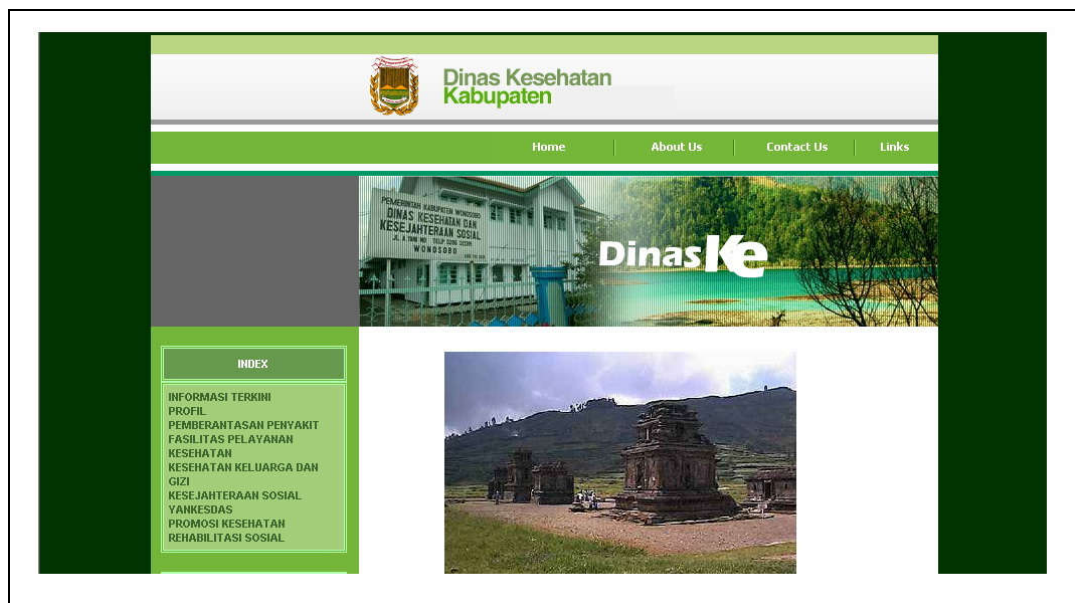 Dinas Kesehatan
Kabupaten
Home
About Us
Contact Us
Links
PEMERINTAH KABUPATEN WONOSOBO
DINAS KESEHATAN DAN
KESEJAHTERAAN SOSIAL
WONOSOBO
Dinas Ke
INDEX
INFORMASI TERKINI
PROFIL
PEMBERANTASAN PENYAKIT
FASILITAS PELAYANAN
KESEHATAN
KESEHATAN KELUARGA DAN
GIZI
KESEJAHTERAAN SOSIAL
YANKESDAS
PROMOSI KESEHATAN
REHABILITASI SOSIAL